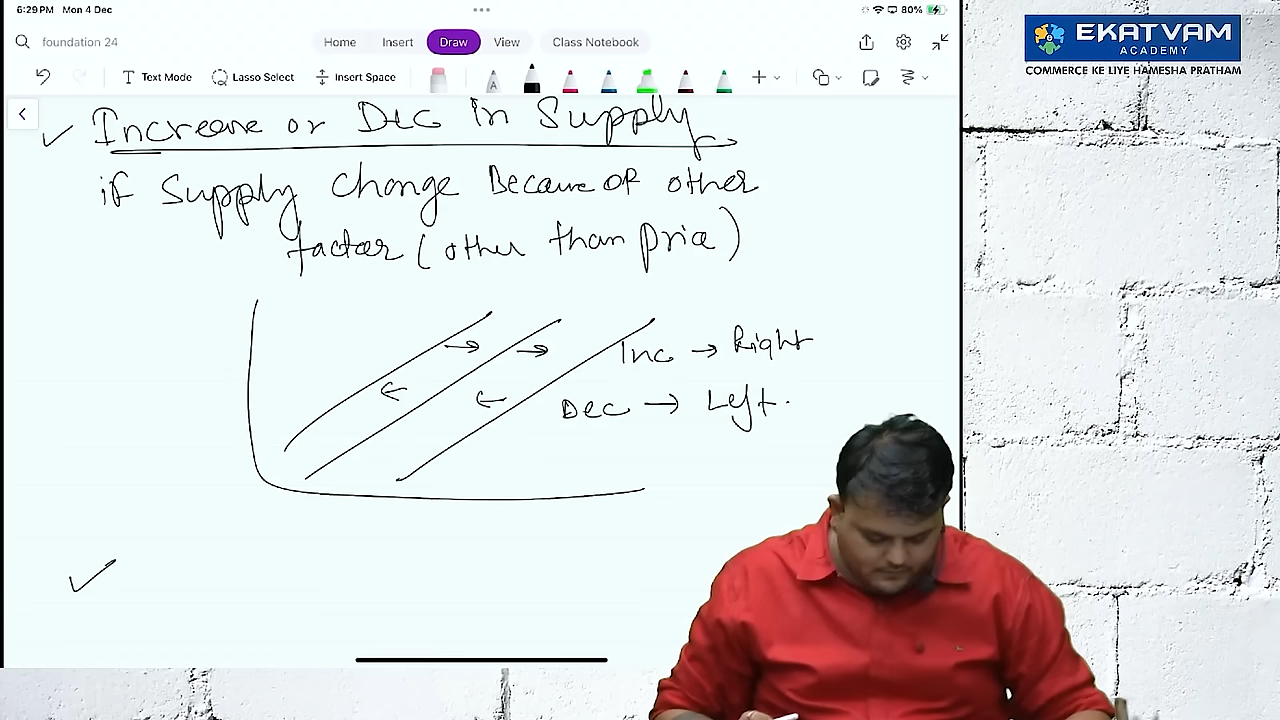 6:29 PM Mon 4 Dec
80%
foundation 24
Home Insert Draw View Class Notebook
Text Mode Lasso Select Insert Space
EKATVAM
ACADEMY
COMMERCE KE LIYE HAMESHA PRATHAM
Increase or Dec in Supply
if Supply Change Because of other
factor (other than price)
Inc → Right
Dec → Left.